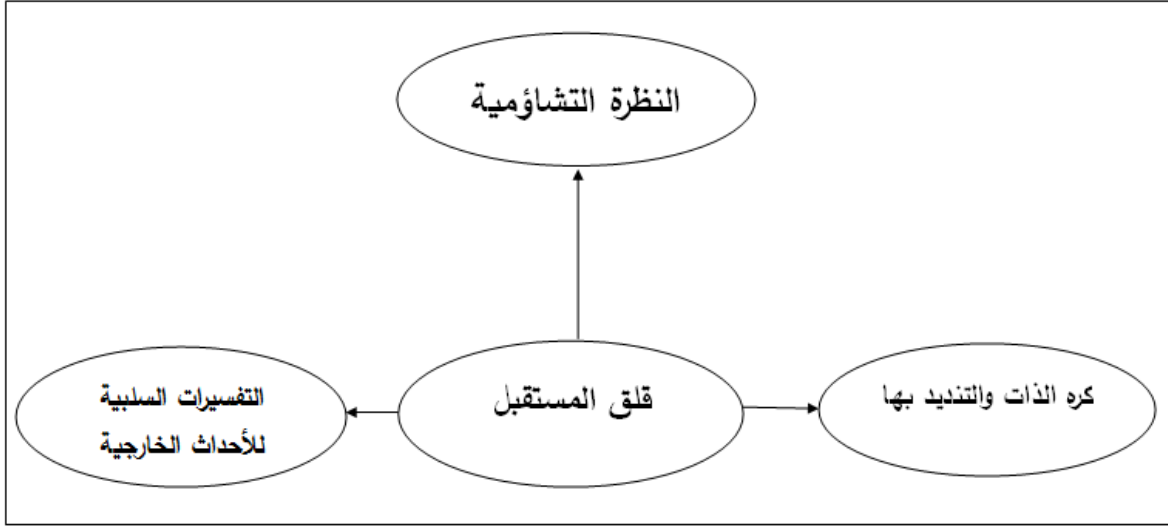 النظرة التشاؤمية
كره الذات والتنديد بها
قلق المستقبل
التفسيرات السلبية
للأحداث الخارجية